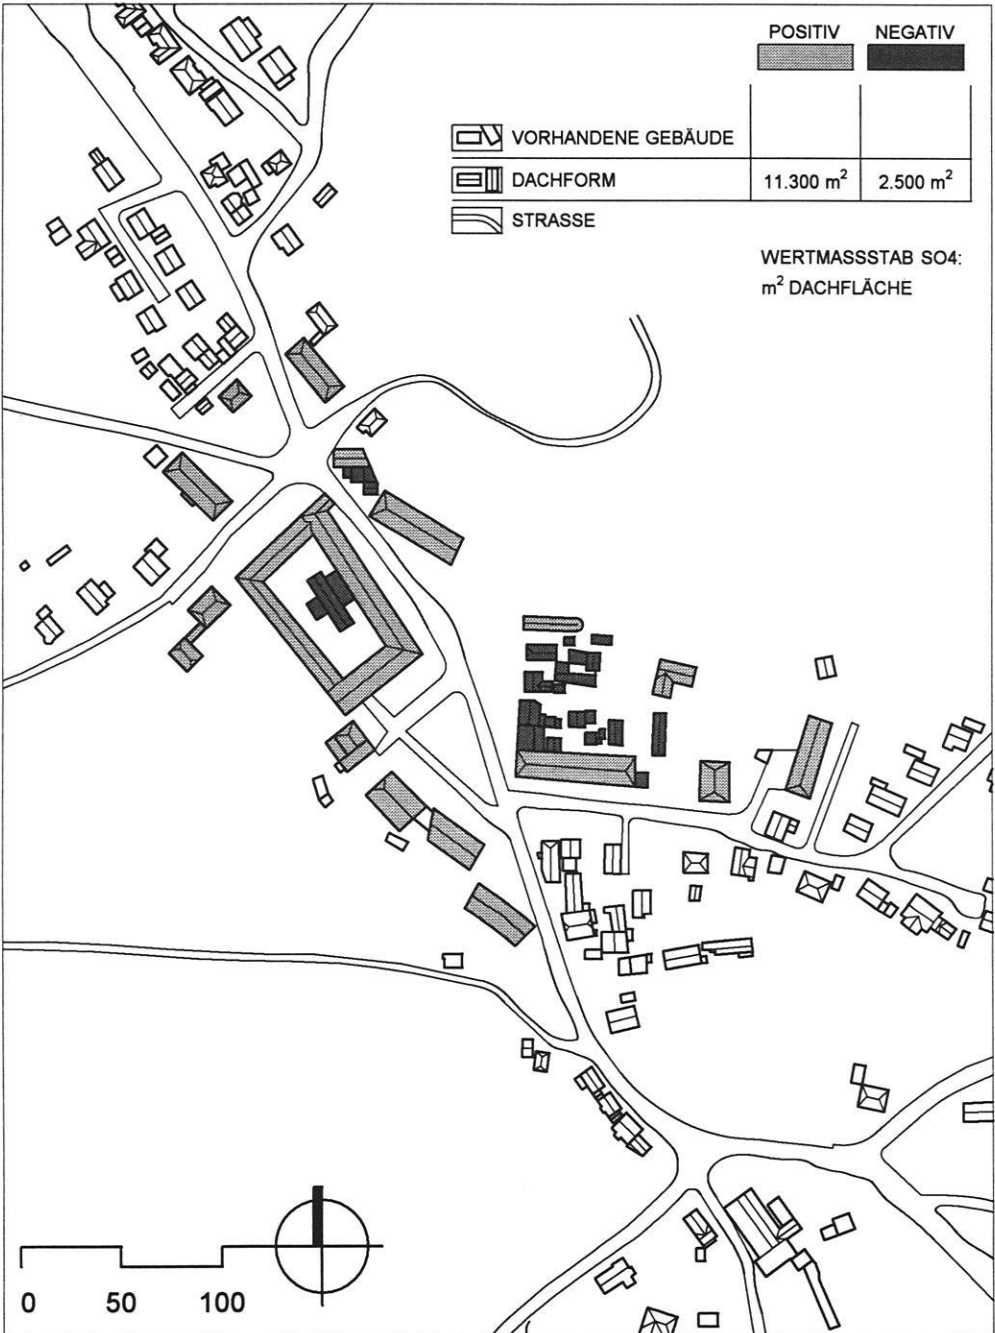 POSITIV NEGATIV
VORHANDENE GEBÄUDE
DACHFORM 11.300 m² 2.500 m²
STRASSE
WERTMASSSTAB SO4:
m² DACHFLÄCHE
0 50 100